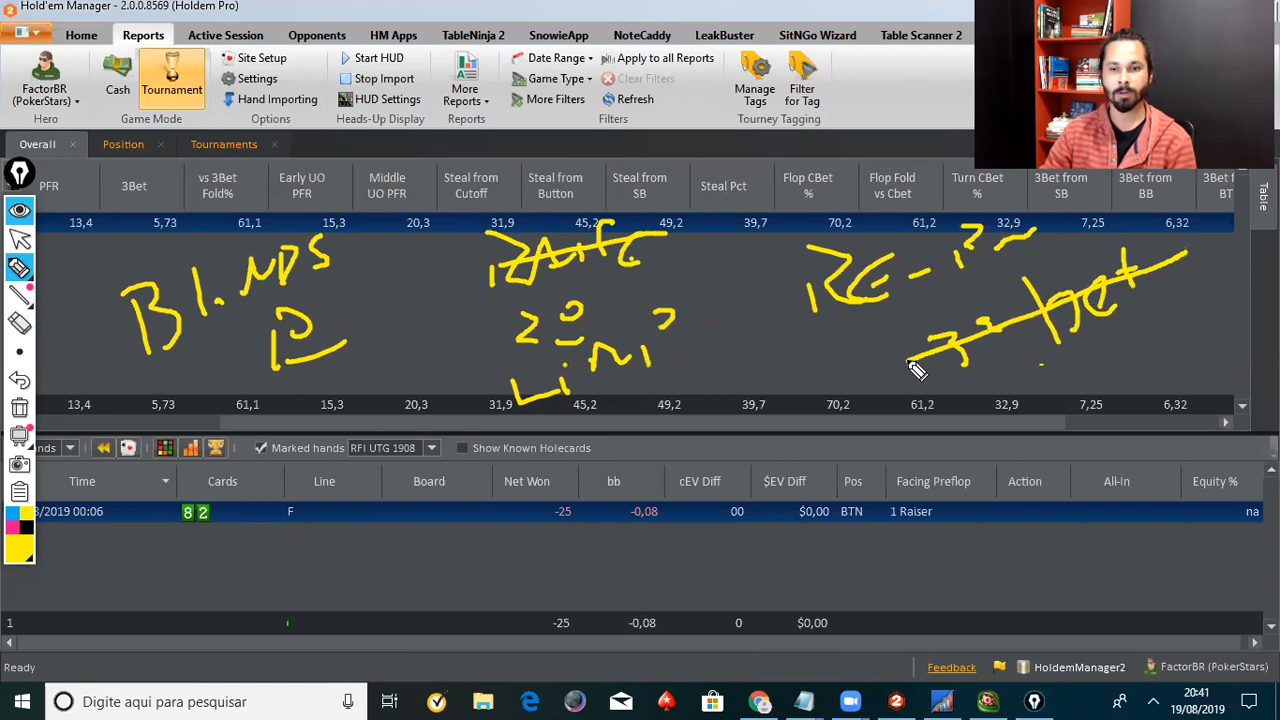 Hold'em Manager - 2.0.0.8569 (Holdem Pro)
Home Reports Active Session Opponents HM Apps TableNinja 2 SnowieApp NoteCaddy LeakBuster SitNGo Wizard Table Scanner 2
FactorBR (PokerStars)
Hero
Cash
Tournament
Game Mode
Site Setup
Settings
Hand Importing
Options
Start HUD
Stop Import
HUD Settings
Heads-Up Display
More Reports
Reports
Date Range
Game Type
More Filters
Apply to all Reports
Clear Filters
Refresh
Filters
Manage Tags
Filter for Tag
Tourney Tagging
Overall Position Tournaments
PFR 3Bet vs 3Bet Fold% Early UO PFR Middle UO PFR Steal from Cutoff Steal from Button Steal from SB Steal Pct Flop CBet % Flop Fold vs Cbet Turn CBet % 3Bet from SB 3Bet from BB 3Bet f BT
Table
13,4 5,73 61,1 15,3 20,3 31,9 45,2 49,2 39,7 70,2 61,2 32,9 7,25 6,32
13,4 5,73 61,1 15,3 20,3 31,9 45,2 49,2 39,7 70,2 61,2 32,9 7,25 6,32
ands Marked hands RFI UTG 1908 Show Known Holecards
Time Cards Line Board Net Won bb cEV Diff $EV Diff Pos Facing Preflop Action All-In Equity %
8/2019 00:06 8 2 F -25 -0,08 00 $0,00 BTN 1 Raiser na
1 -25 -0,08 0 $0,00
Ready Feedback HoldemManager2 FactorBR (PokerStars)
Digite aqui para pesquisar
20:41
19/08/2019